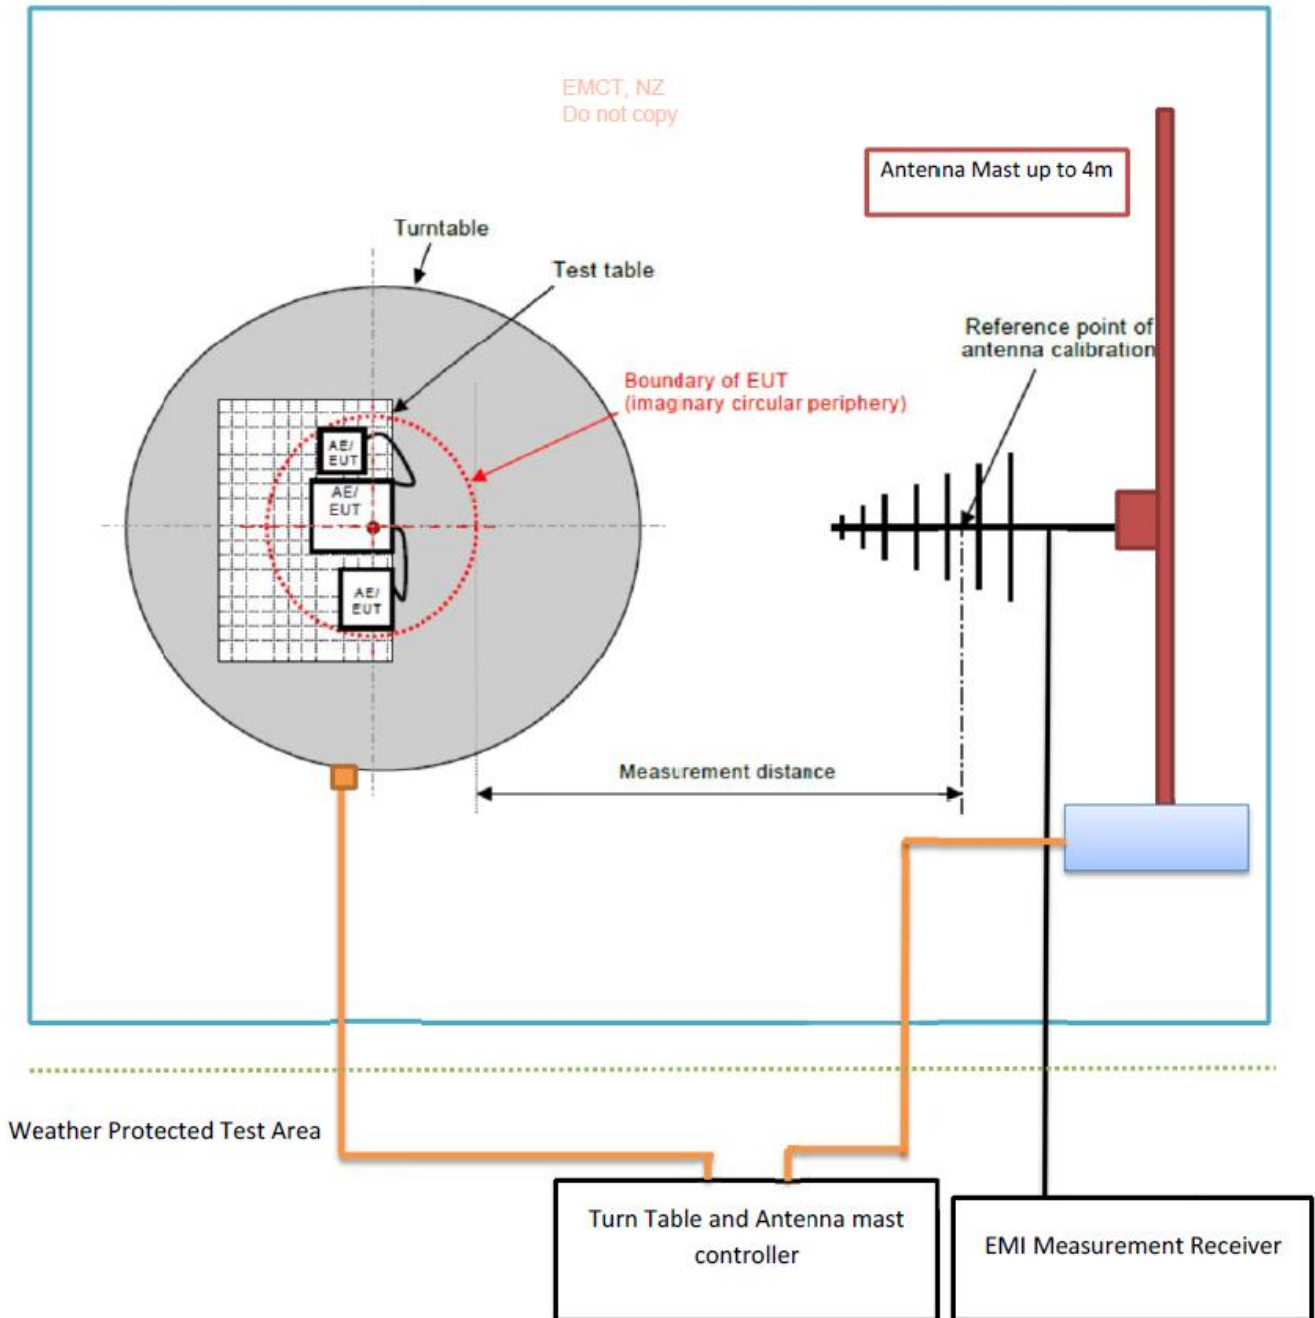 EMCT, NZ
Do not copy
Antenna Mast up to 4m
Turntable
Test table
Reference point of
antenna calibration
Boundary of EUT
(imaginary circular periphery)
AE/
EUT
AE/
EUT
AE/
EUT
Measurement distance
Weather Protected Test Area
Turn Table and Antenna mast
controller
EMI Measurement Receiver